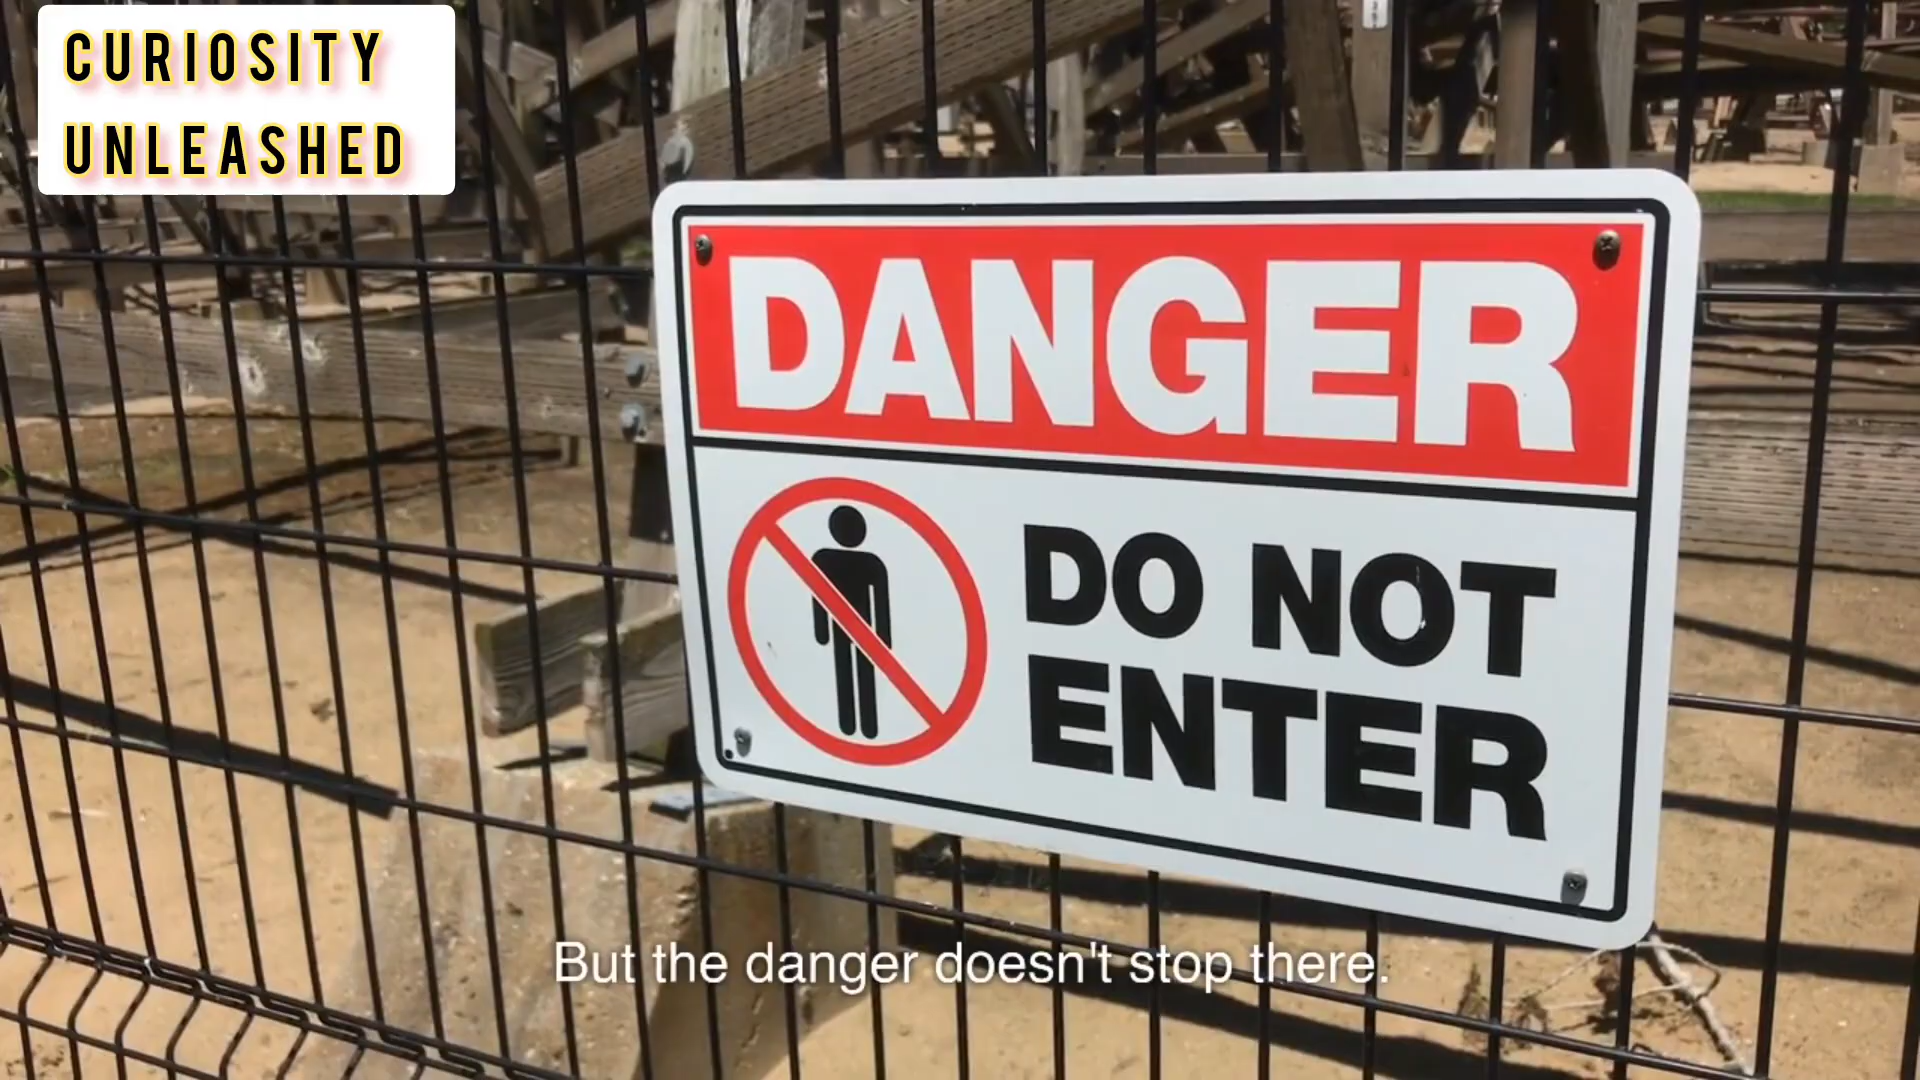 CURIOSITY
UNLEASHED
DANGER
DO NOT
ENTER
But the danger doesn't stop there.